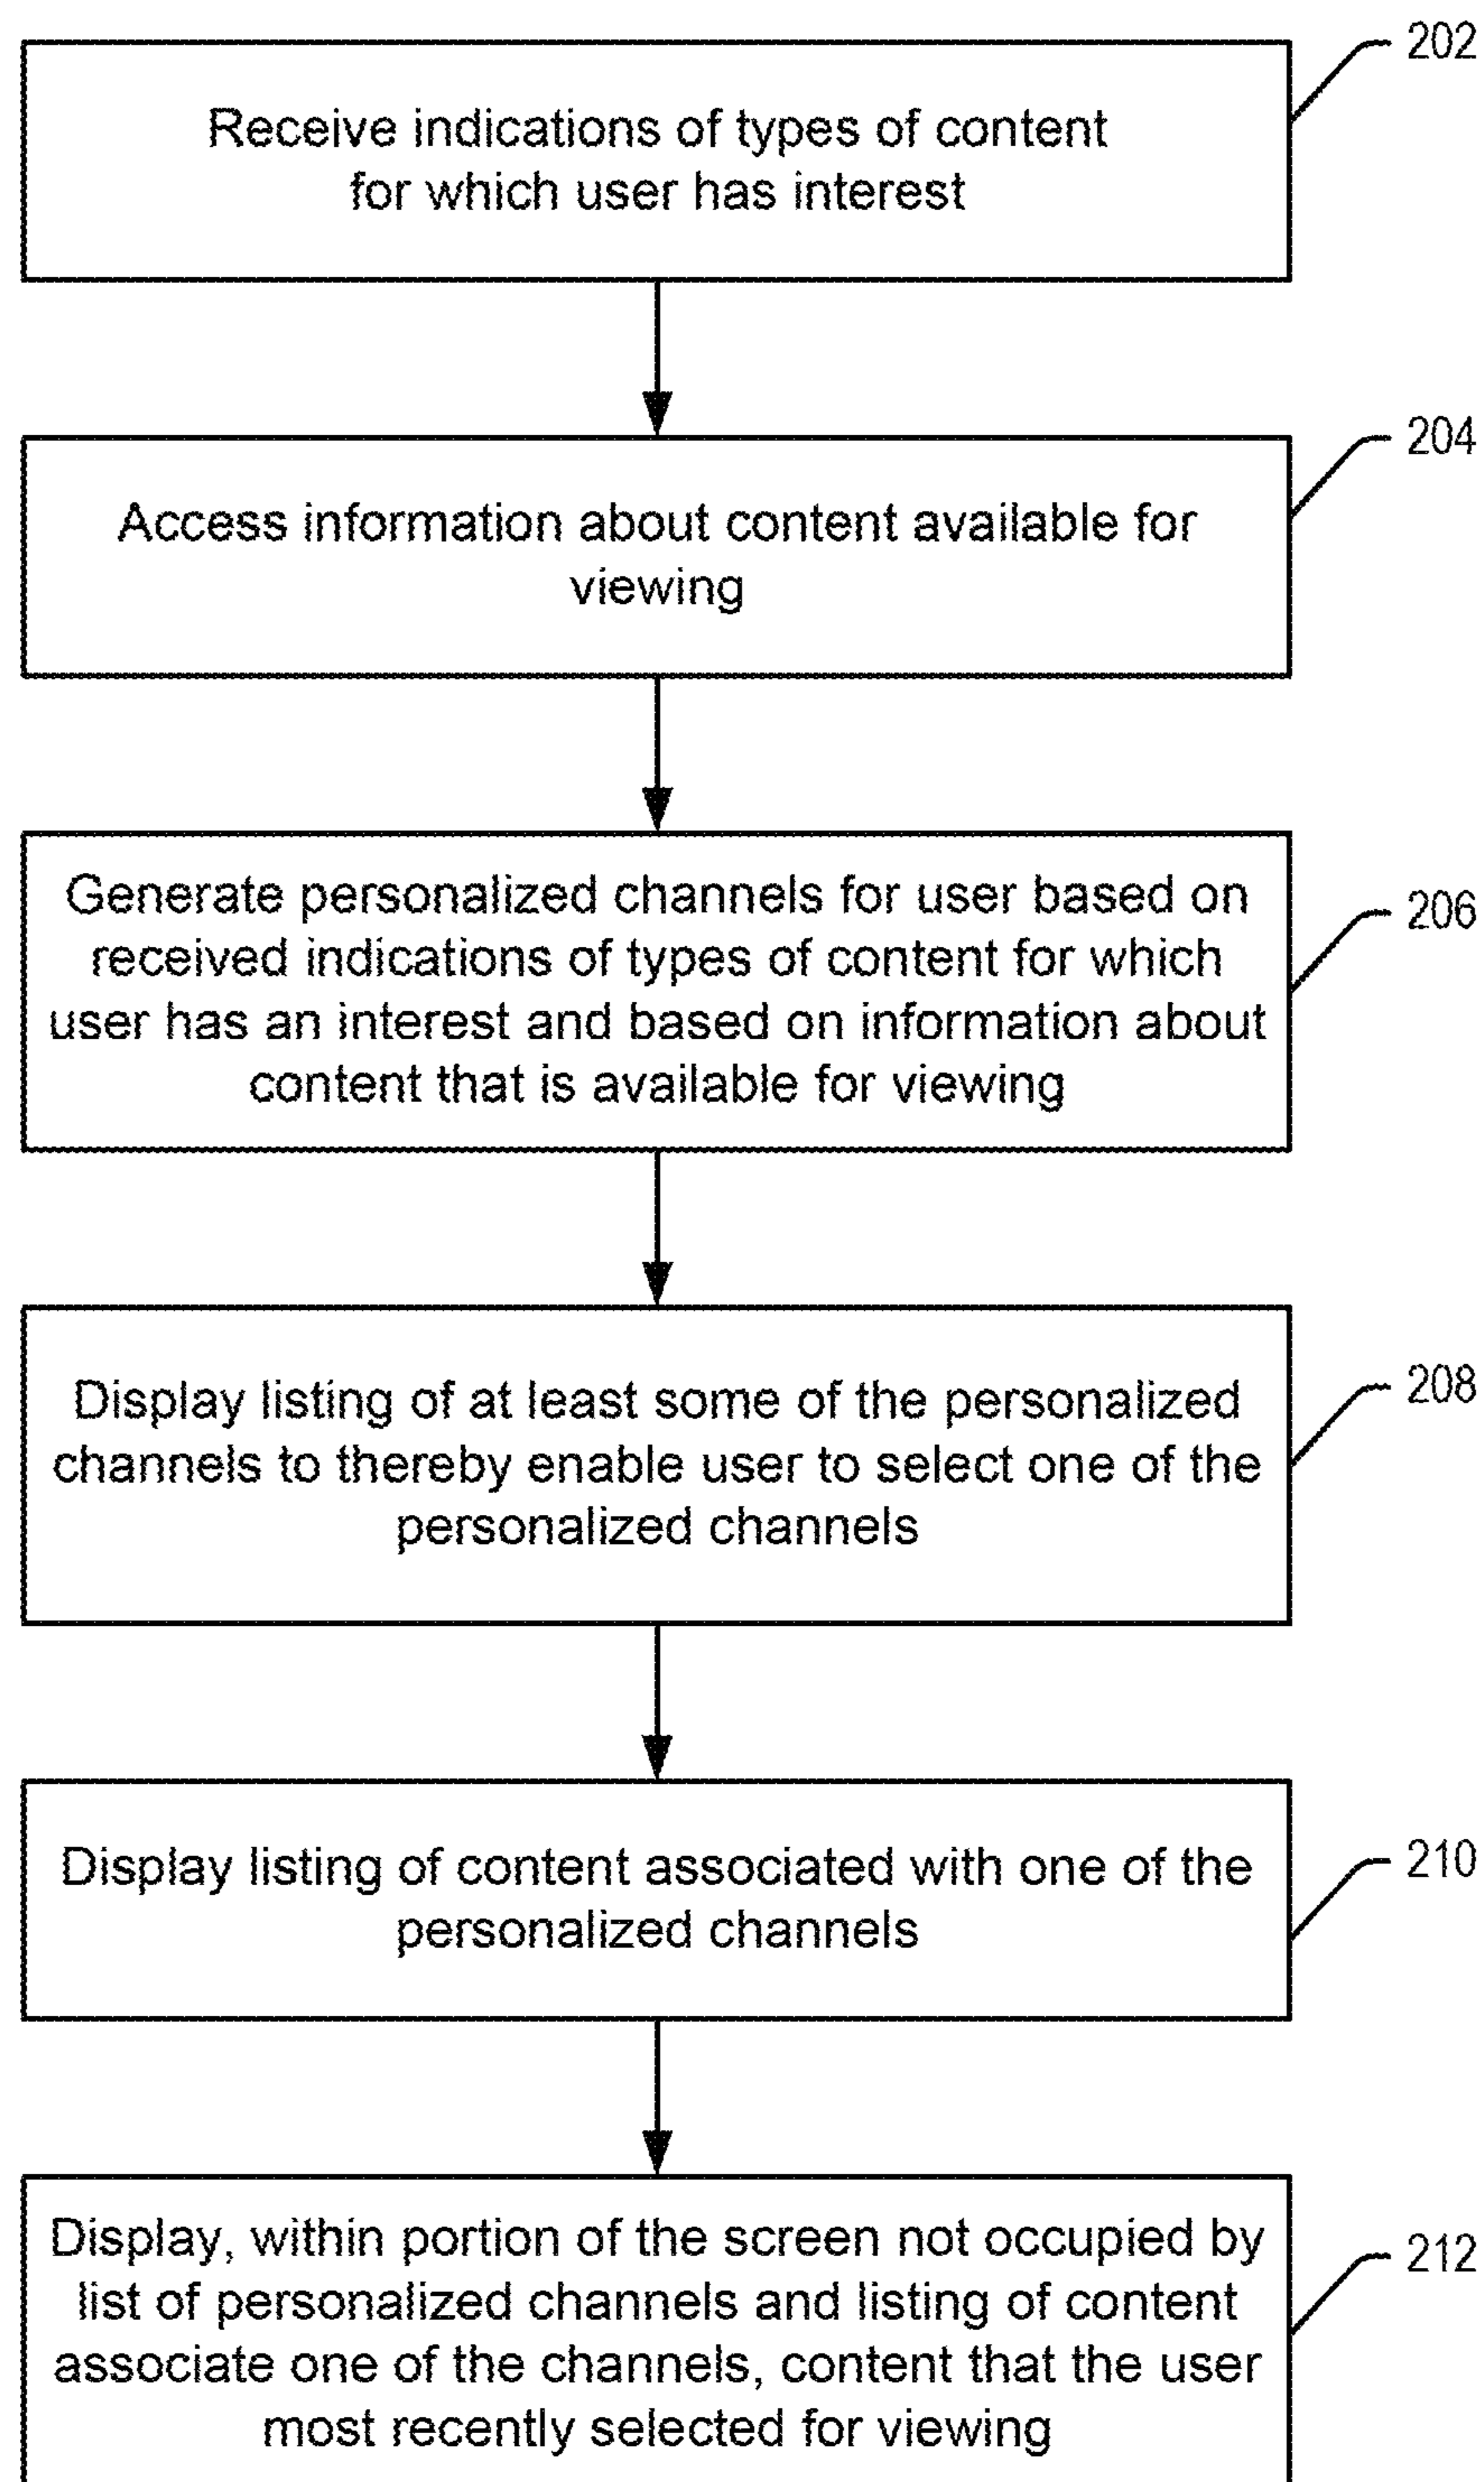 202
Receive indications of types of content
for which user has interest
204
Access information about content available for
viewing
206
Generate personalized channels for user based on
received indications of types of content for which
user has an interest and based on information about
content that is available for viewing
208
Display listing of at least some of the personalized
channels to thereby enable user to select one of the
personalized channels
210
Display listing of content associated with one of the
personalized channels
212
Display, within portion of the screen not occupied by
list of personalized channels and listing of content
associate one of the channels, content that the user
most recently selected for viewing